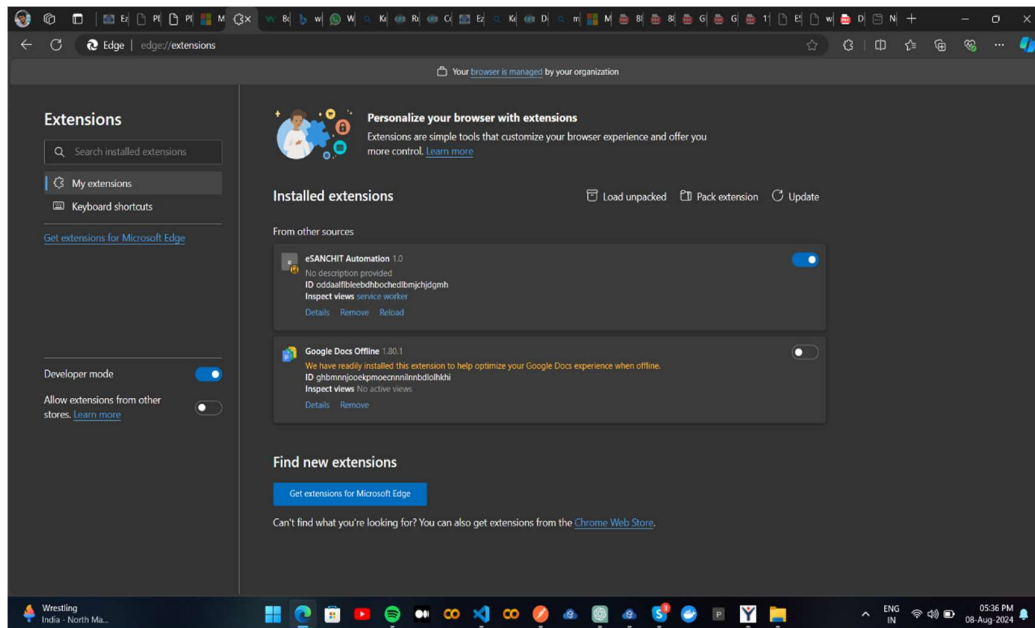 Edge
edge://extensions
Your browser is managed by your organization
Extensions
Search installed extensions
My extensions
Keyboard shortcuts
Get extensions for Microsoft Edge
Developer mode
Allow extensions from other
stores. Learn more
Personalize your browser with extensions
Extensions are simple tools that customize your browser experience and offer you
more control. Learn more
Installed extensions
Load unpacked
Pack extension
Update
From other sources
eSANCHIT Automation 1.0
No description provided
ID oddaalflbleebdhbochedlbmjchjdgmh
Inspect views service worker
Details Remove Reload
Google Docs Offline 1.80.1
We have readily installed this extension to help optimize your Google Docs experience when offline.
ID ghbmnnjooekpmoecnnnilnnbdlolhkhi
Inspect views No active views
Details Remove
Find new extensions
Get extensions for Microsoft Edge
Can't find what you're looking for? You can also get extensions from the Chrome Web Store.
Wrestling
India - North Ma...
ENG
IN
05:36 PM
08-Aug-2024